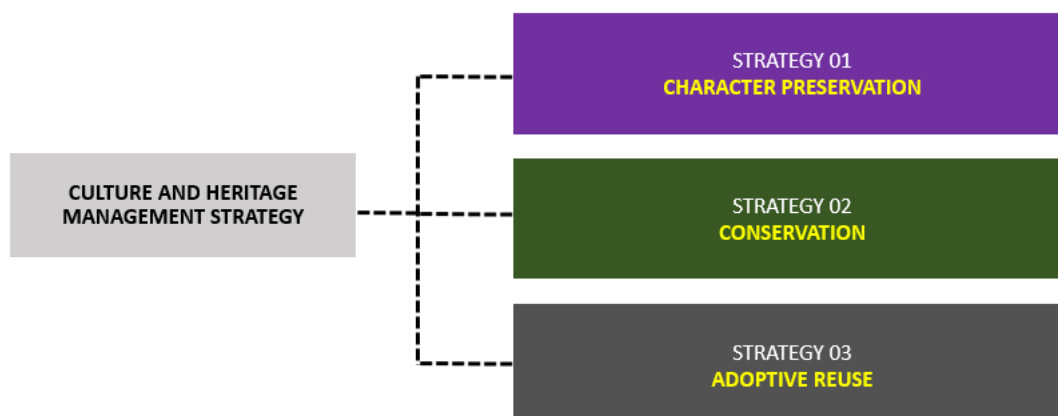 CULTURE AND HERITAGE
MANAGEMENT STRATEGY
STRATEGY 01
CHARACTER PRESERVATION
STRATEGY 02
CONSERVATION
STRATEGY 03
ADOPTIVE REUSE